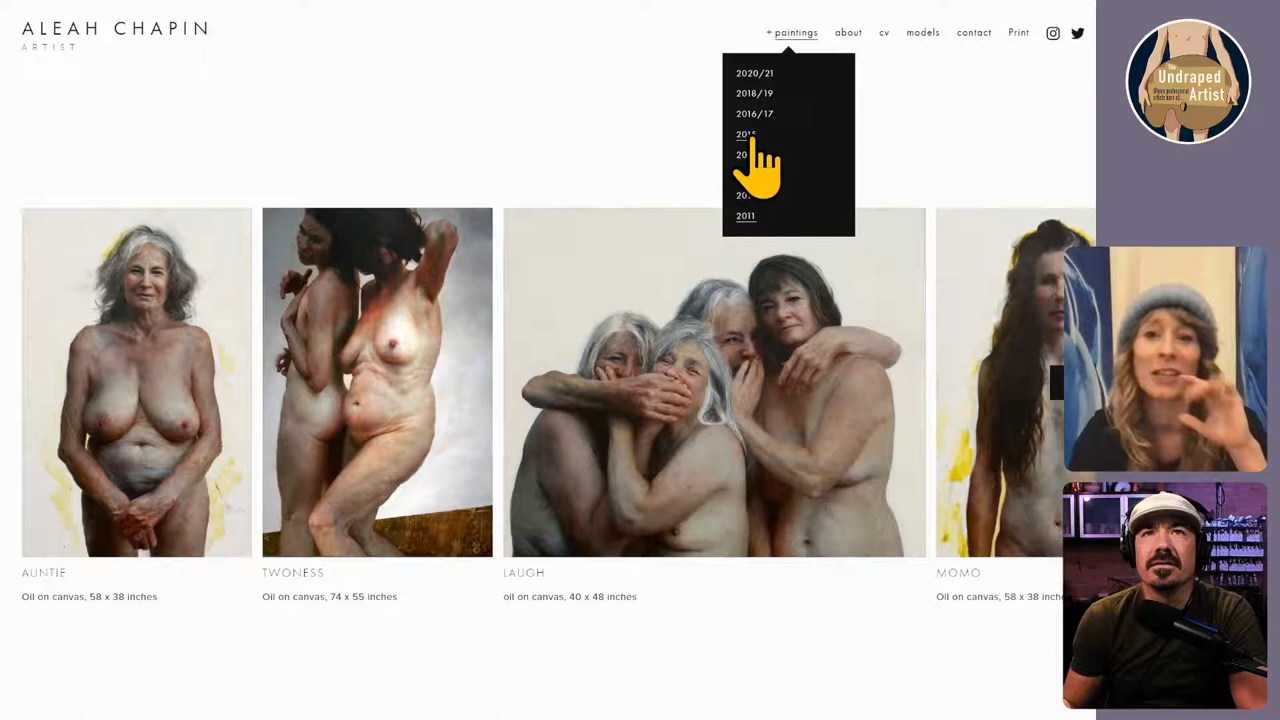 ALEAH CHAPIN
ARTIST
+ paintings about cv models contact Print
2020/21
2018/19
2016/17
2015
2011
The
Undraped
Artist
AUNTIE
Oil on canvas, 58 x 38 inches
TWONESS
Oil on canvas, 74 x 55 inches
LAUGH
oil on canvas, 40 x 48 inches
MOMO
Oil on canvas, 58 x 38